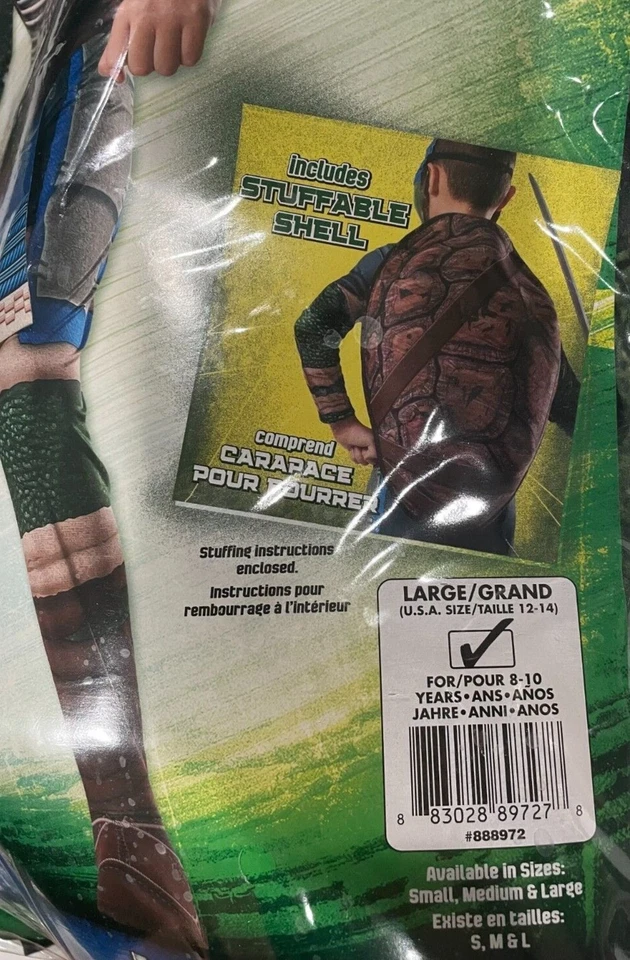 includes
STUFFABLE
SHELL
comprend
CARAPACE
POUR BOURRER
Stuffing instructions
enclosed.
Instructions pour
rembourrage à l'intérieur
LARGE/GRAND
(U.S.A. SIZE/TAILLE 12-14)
FOR/POUR 8-10
YEARS•ANS•AÑOS
JAHRE•ANNI•ANOS
8 83028 89727 8
#888972
Available in Sizes:
Small, Medium & Large
Existe en tailles:
S, M & L